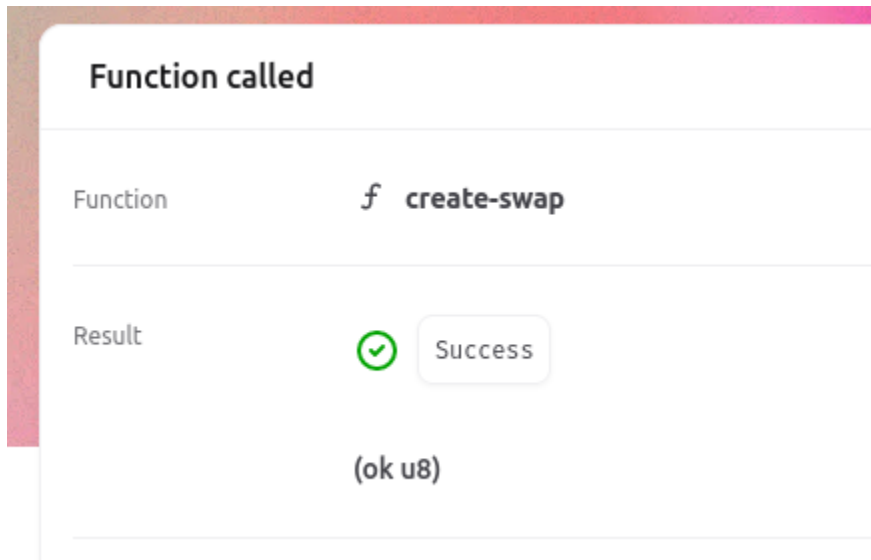 Function called
Function ƒ create-swap
Result Success
(ok u8)